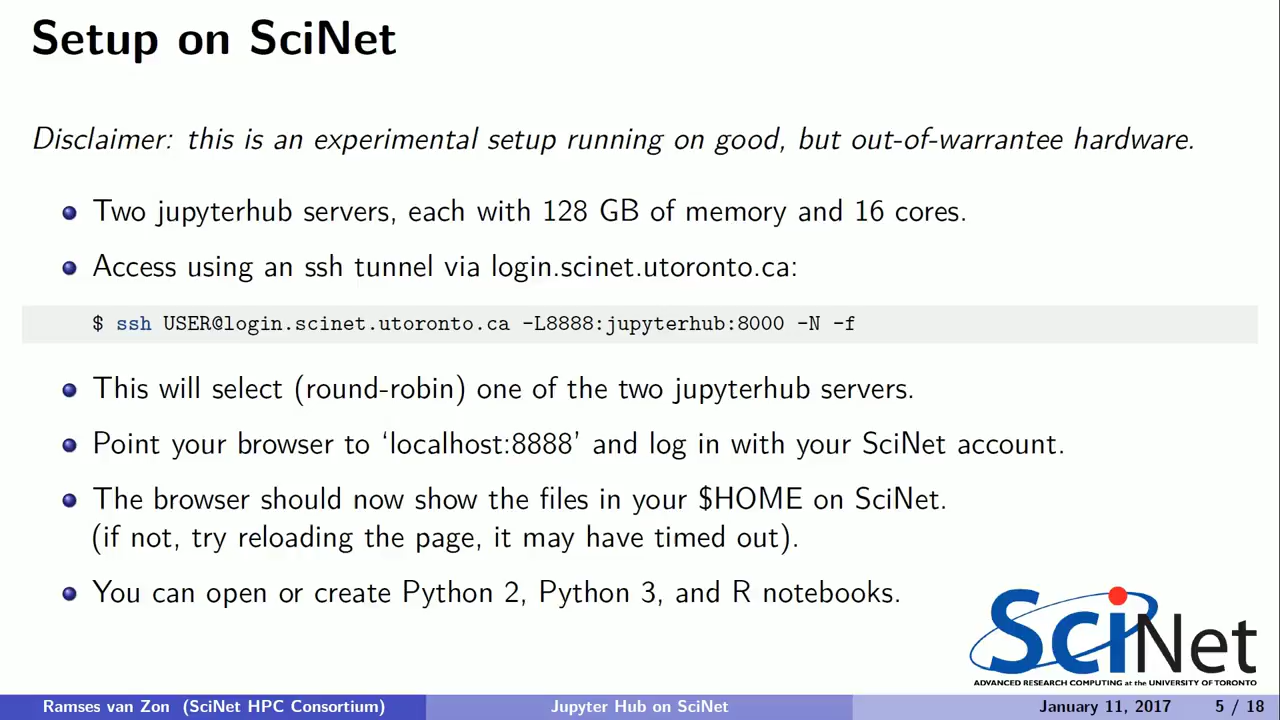 Setup on SciNet
Disclaimer: this is an experimental setup running on good, but out-of-warrantee hardware.
Two jupyterhub servers, each with 128 GB of memory and 16 cores.
Access using an ssh tunnel via login.scinet.utoronto.ca:
$ ssh USER@login.scinet.utoronto.ca -L8888:jupyterhub:8000 -N -f
This will select (round-robin) one of the two jupyterhub servers.
Point your browser to ‘localhost:8888’ and log in with your SciNet account.
The browser should now show the files in your $HOME on SciNet.
(if not, try reloading the page, it may have timed out).
You can open or create Python 2, Python 3, and R notebooks.
SciNet
ADVANCED RESEARCH COMPUTING at the UNIVERSITY OF TORONTO
Ramses van Zon (SciNet HPC Consortium) Jupyter Hub on SciNet January 11, 2017 5 / 18